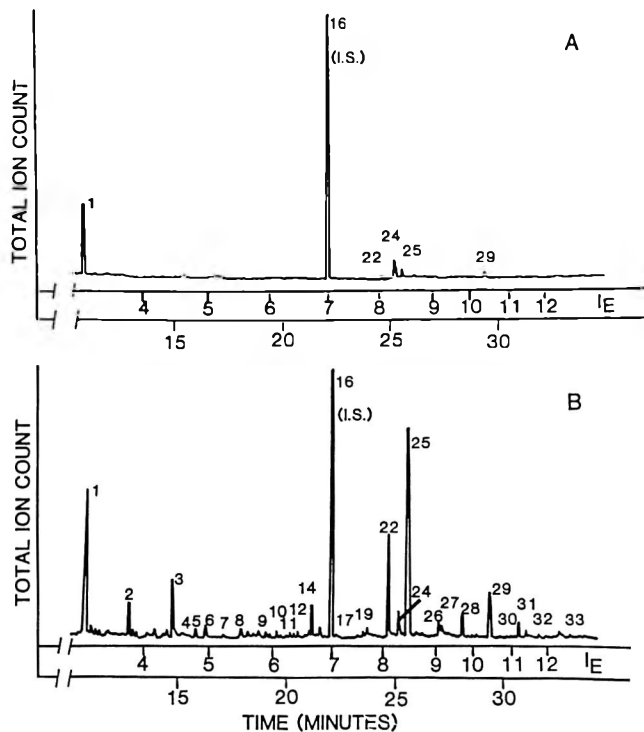 A
TOTAL ION COUNT
16
(I.S.)
1
24
22
25
29
4 5 6 7 8 9 10 11 12 IE
15 20 25 30
B
TOTAL ION COUNT
16
(I.S.)
1
25
22
2
3
14
24
29
4 5 6 7 8 9 10 11 12 17 19 26 27 28 30 31 32 33
4 5 6 7 8 9 10 11 12 IE
15 20 25 30
TIME (MINUTES)